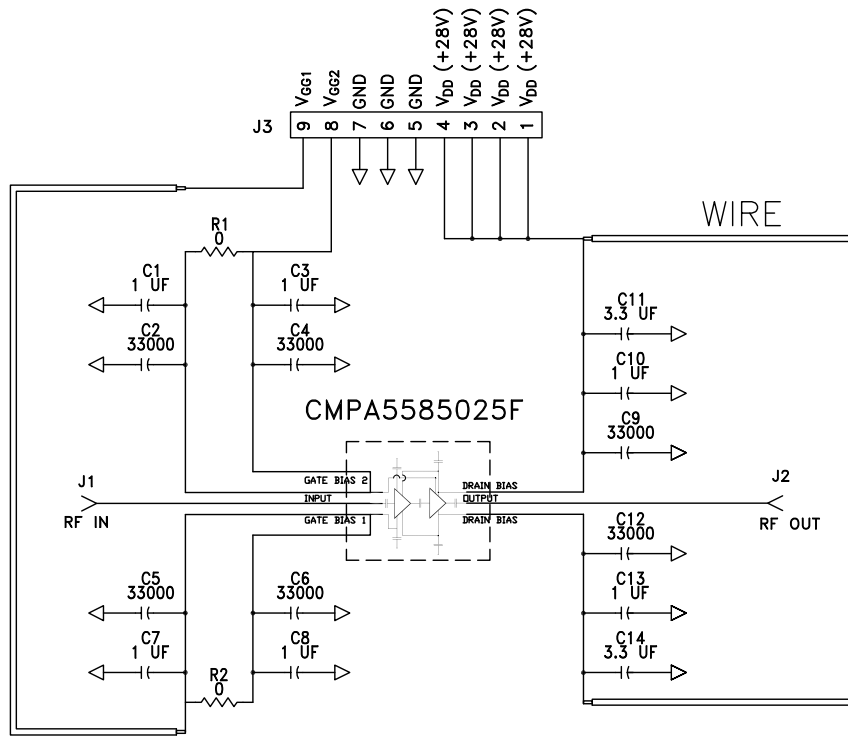 VDD (+28V)
VDD (+28V)
VDD (+28V)
VDD (+28V)
GND
GND
GND
VGG2
VGG1
J3
9 8 7 6 5 4 3 2 1
WIRE
R1
0
C1
1 UF
C3
1 UF
C2
33000
C4
33000
C11
3.3 UF
C10
1 UF
C9
33000
CMPA5585025F
GATE BIAS 2
DRAIN BIAS
J1
INPUT
OUTPUT
J2
RF IN
GATE BIAS 1
DRAIN BIAS
RF OUT
C12
33000
C5
33000
C6
33000
C13
1 UF
C7
1 UF
C8
1 UF
C14
3.3 UF
R2
0